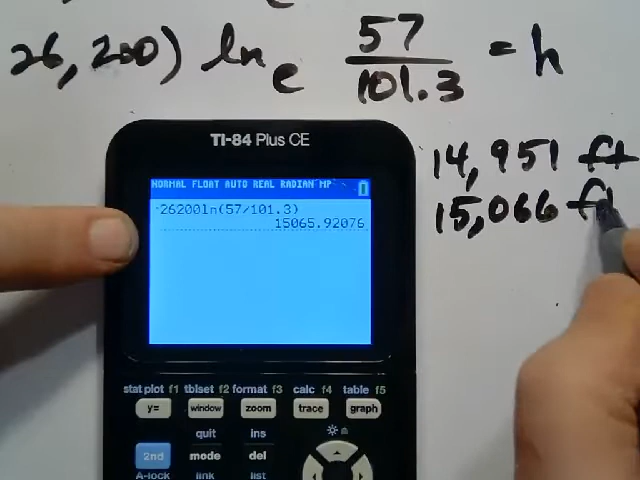 26,200) ln e 57/101.3 = h
14,951 ft
15,066 ft
TI-84 Plus CE
NORMAL FLOAT AUTO REAL RADIAN MP
-26200ln(57/101.3)
15065.92076
stat plot f1 tblset f2 format f3 calc f4 table f5
y= window zoom trace graph
quit ins
2nd mode del
A-lock link list